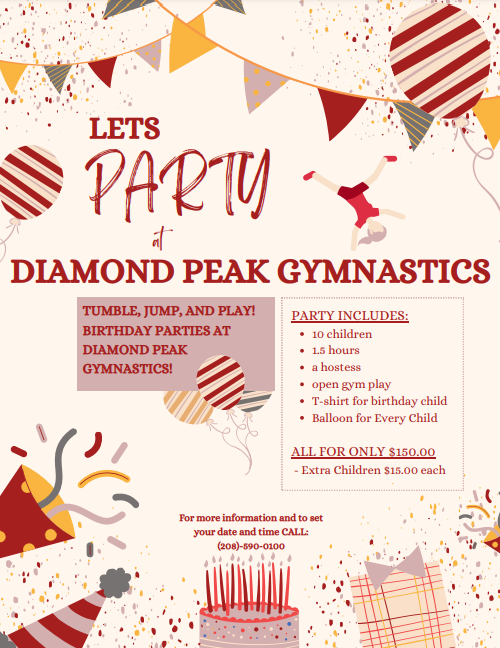 LETS
PARTY
at
DIAMOND PEAK GYMNASTICS
TUMBLE, JUMP, AND PLAY!
BIRTHDAY PARTIES AT
DIAMOND PEAK
GYMNASTICS!
PARTY INCLUDES:
• 10 children
• 1.5 hours
• a hostess
• open gym play
• T-shirt for birthday child
• Balloon for Every Child
ALL FOR ONLY $150.00
- Extra Children $15.00 each
For more information and to set
your date and time CALL:
(208)-590-0100